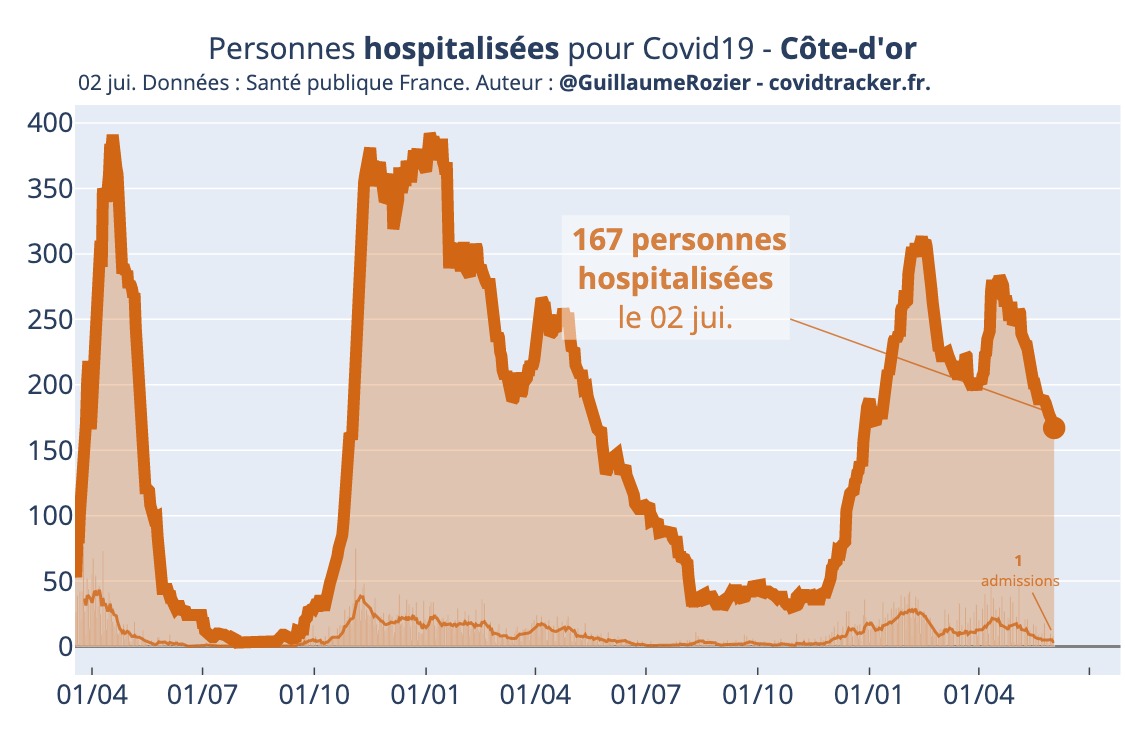 Personnes hospitalisées pour Covid19 - Côte-d'or
02 jui. Données : Santé publique France. Auteur : @GuillaumeRozier - covidtracker.fr.
400
350
300
250
200
150
100
50
0
167 personnes
hospitalisées
le 02 jui.
1
admissions
01/04 01/07 01/10 01/01 01/04 01/07 01/10 01/01 01/04